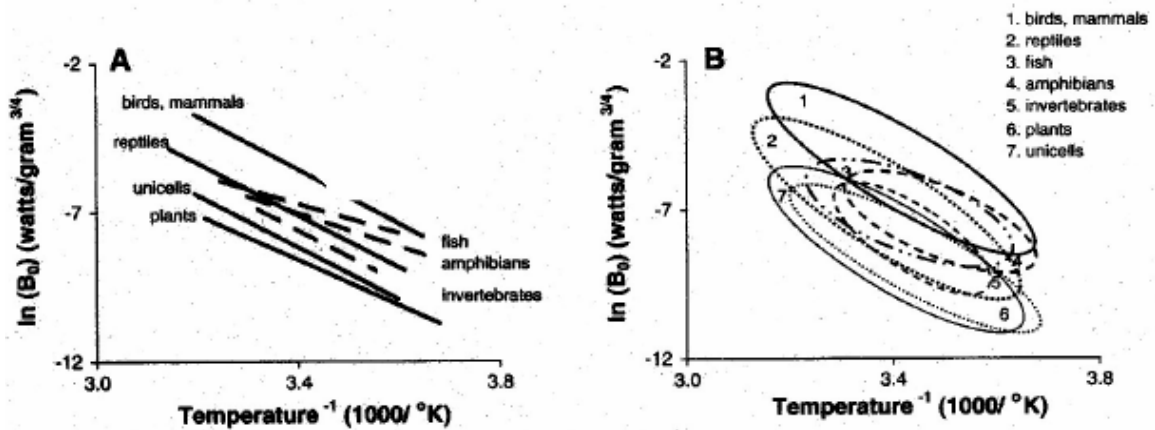 A
-2
birds, mammals
reptiles
unicells
plants
-7
fish
amphibians
invertebrates
-12
3.0
3.4
3.8
ln (B₀) (watts/gram^3/4)
Temperature ^-1 (1000/ °K)
B
-2
1. birds, mammals
2. reptiles
3. fish
4. amphibians
5. invertebrates
6. plants
7. unicells
1
2
3
7
4
5
6
-7
-12
3.0
3.4
3.8
ln (B₀) (watts/gram^3/4)
Temperature ^-1 (1000/ °K)